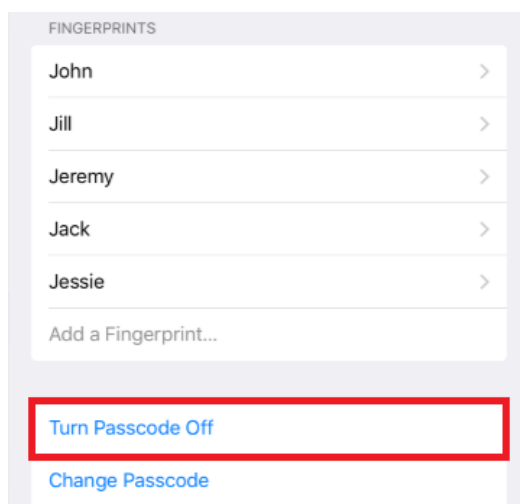 FINGERPRINTS
John
Jill
Jeremy
Jack
Jessie
Add a Fingerprint...
Turn Passcode Off
Change Passcode